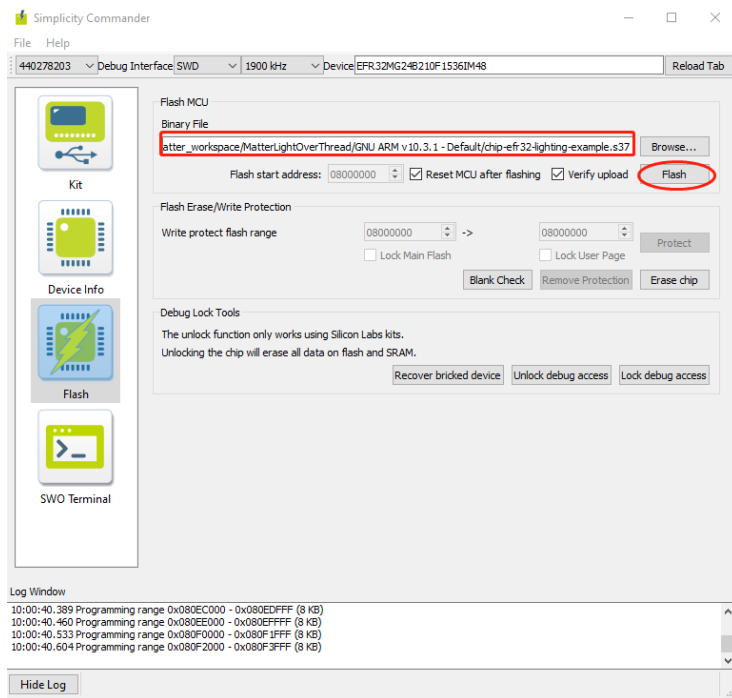 Simplicity Commander
File Help
440278203 Debug Interface SWD 1900 kHz Device EFR32MG24B210F1536IM48 Reload Tab
Kit
Device Info
Flash
SWO Terminal
Flash MCU
Binary File
atter_workspace/MatterLightOverThread/GNU ARM v10.3.1 - Default/chip-efr32-lighting-example.s37 Browse...
Flash start address: 08000000 Reset MCU after flashing Verify upload Flash
Flash Erase/Write Protection
Write protect flash range 08000000 -> 08000000 Protect
Lock Main Flash Lock User Page
Blank Check Remove Protection Erase chip
Debug Lock Tools
The unlock function only works using Silicon Labs kits.
Unlocking the chip will erase all data on flash and SRAM.
Recover bricked device Unlock debug access Lock debug access
Log Window
10:00:40.389 Programming range 0x080EC000 - 0x080EDFFF (8 KB)
10:00:40.460 Programming range 0x080EE000 - 0x080EFFFF (8 KB)
10:00:40.533 Programming range 0x080F0000 - 0x080F1FFF (8 KB)
10:00:40.604 Programming range 0x080F2000 - 0x080F3FFF (8 KB)
Hide Log